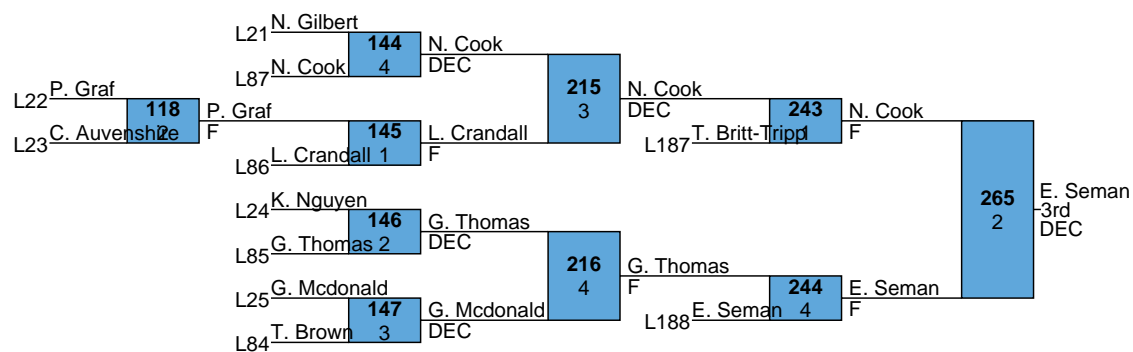 N. Gilbert
L21
144
4
N. Cook
DEC
N. Cook
L87
P. Graf
L22
118
2
P. Graf
F
C. Auvenshire
L23
145
1
L. Crandall
F
L. Crandall
L86
215
3
N. Cook
DEC
243
1
N. Cook
F
T. Britt-Tripp
L187
K. Nguyen
L24
146
2
G. Thomas
DEC
G. Thomas
L85
G. Mcdonald
L25
147
3
G. Mcdonald
DEC
T. Brown
L84
216
4
G. Thomas
F
244
4
E. Seman
F
E. Seman
L188
265
2
E. Seman
3rd
DEC